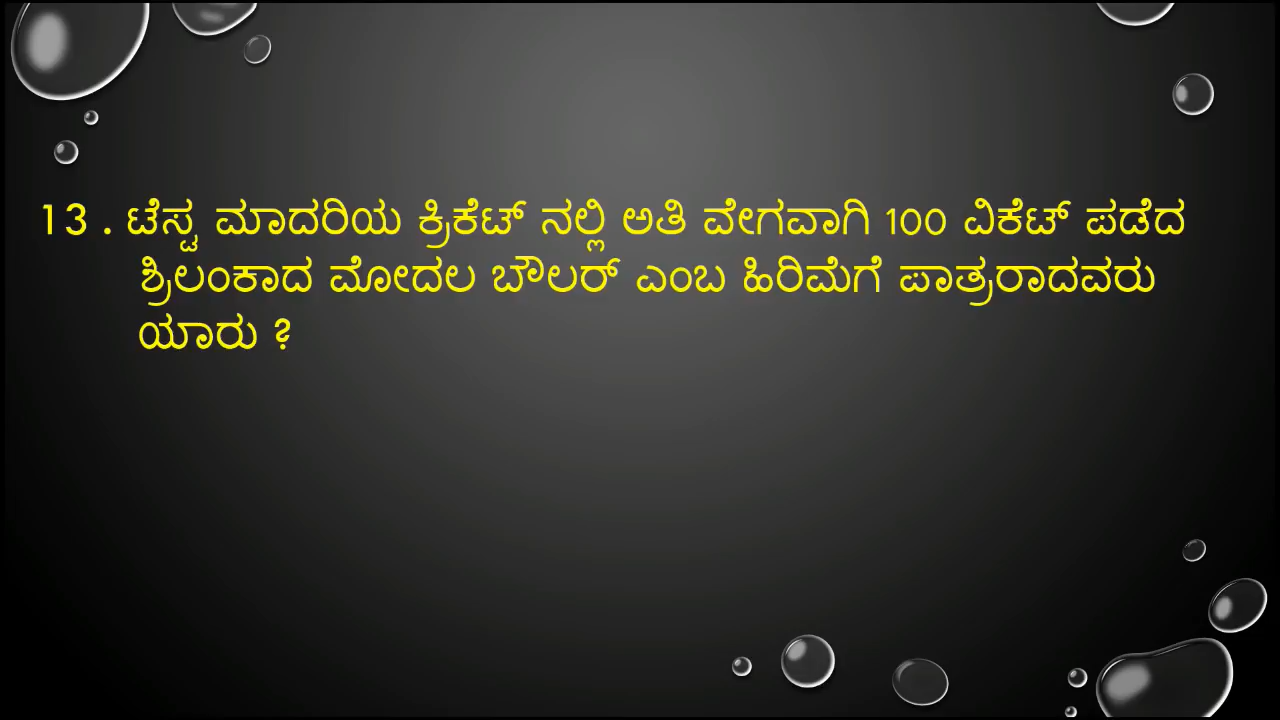 13 . ಟೆಸ್ಟ ಮಾದರಿಯ ಕ್ರಿಕೆಟ್ ನಲ್ಲಿ ಅತಿ ವೇಗವಾಗಿ 100 ವಿಕೆಟ್ ಪಡೆದ
ಶ್ರಿಲಂಕಾದ ಮೋದಲ ಬೌಲರ್ ಎಂಬ ಹಿರಿಮೆಗೆ ಪಾತ್ರರಾದವರು
ಯಾರು ?